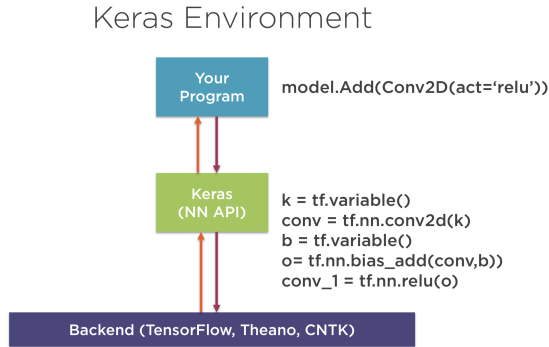 Keras Environment
Your
Program
model.Add(Conv2D(act=‘relu’))
Keras
(NN API)
k = tf.variable()
conv = tf.nn.conv2d(k)
b = tf.variable()
o= tf.nn.bias_add(conv,b))
conv_1 = tf.nn.relu(o)
Backend (TensorFlow, Theano, CNTK)